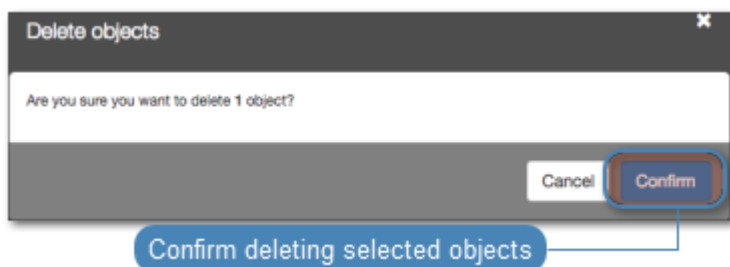 Delete objects
Are you sure you want to delete 1 object?
Cancel Confirm
Confirm deleting selected objects